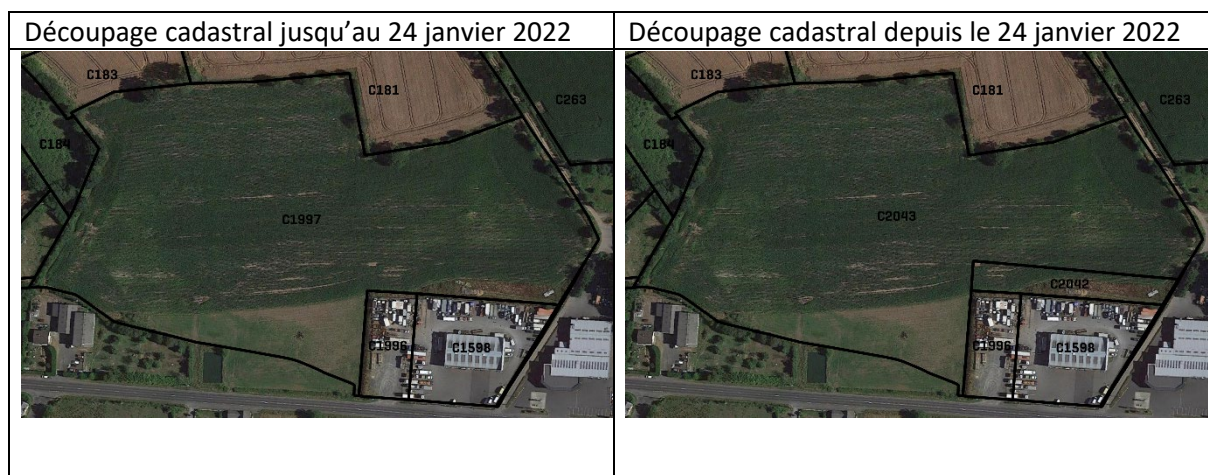 Découpage cadastral jusqu’au 24 janvier 2022
Découpage cadastral depuis le 24 janvier 2022
C183
C181
C263
C184
C1997
C1996
C1598
C183
C181
C263
C184
C2043
C2042
C1996
C1598